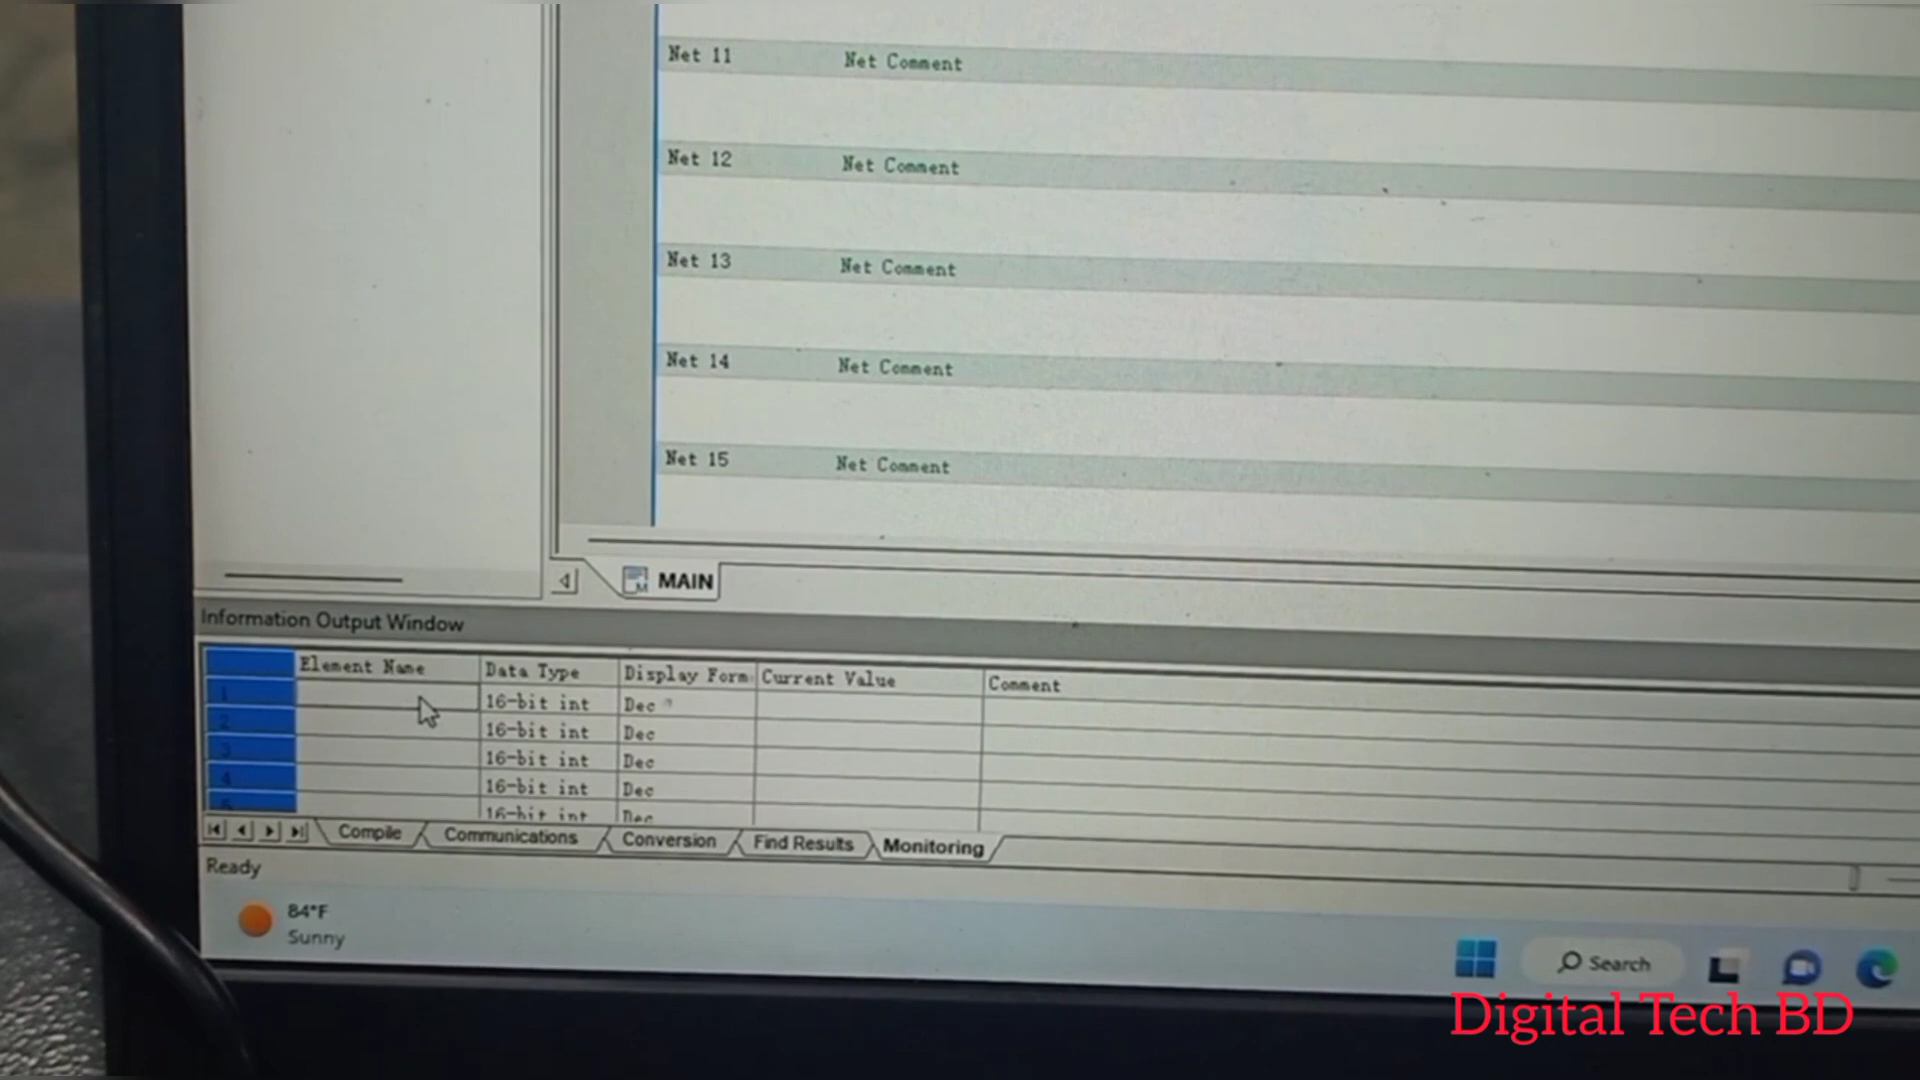 Net 11 Net Comment
Net 12 Net Comment
Net 13 Net Comment
Net 14 Net Comment
Net 15 Net Comment
MAIN
Information Output Window
Element Name Data Type Display Form Current Value Comment
1 16-bit int Dec
2 16-bit int Dec
3 16-bit int Dec
4 16-bit int Dec
5 16-bit int Dec
Compile Communications Conversion Find Results Monitoring
Ready
84°F
Sunny
Search
Digital Tech BD